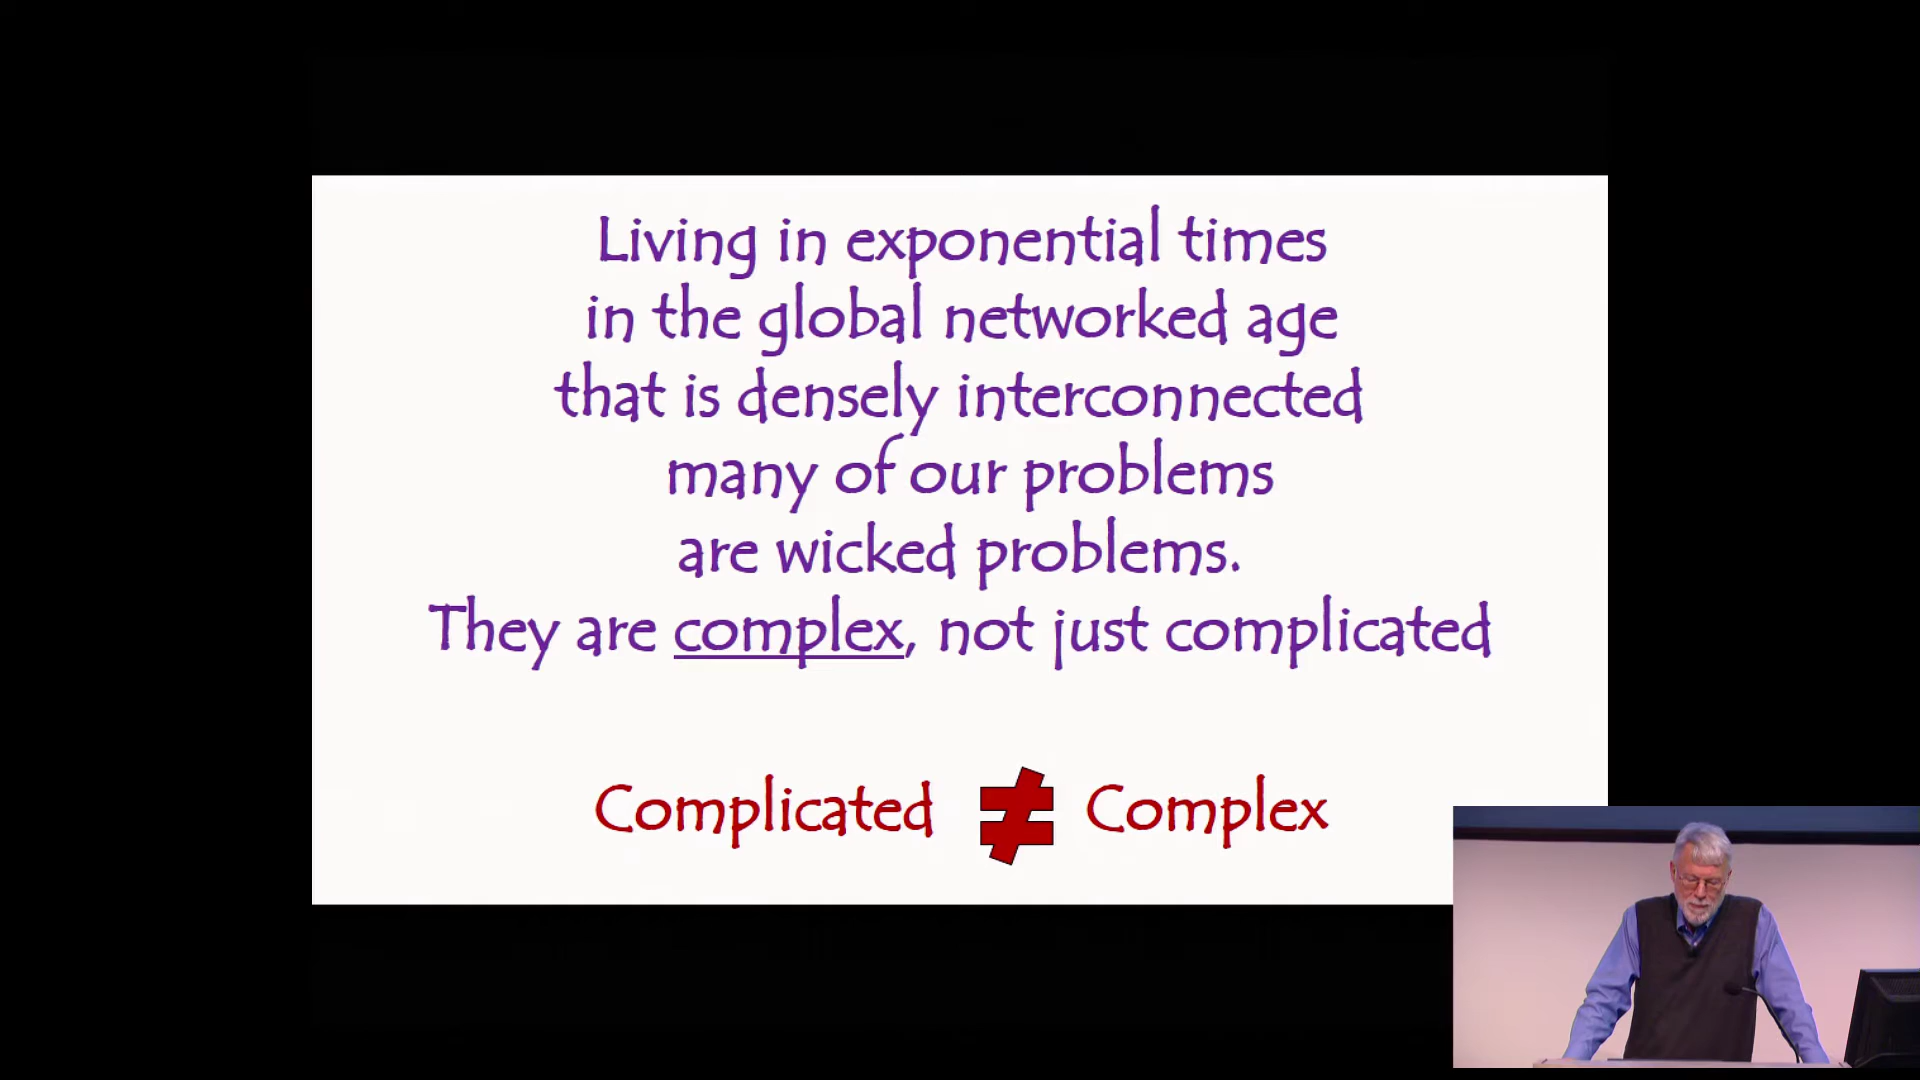 Living in exponential times
in the global networked age
that is densely interconnected
many of our problems
are wicked problems.
They are complex, not just complicated
Complicated ≠ Complex